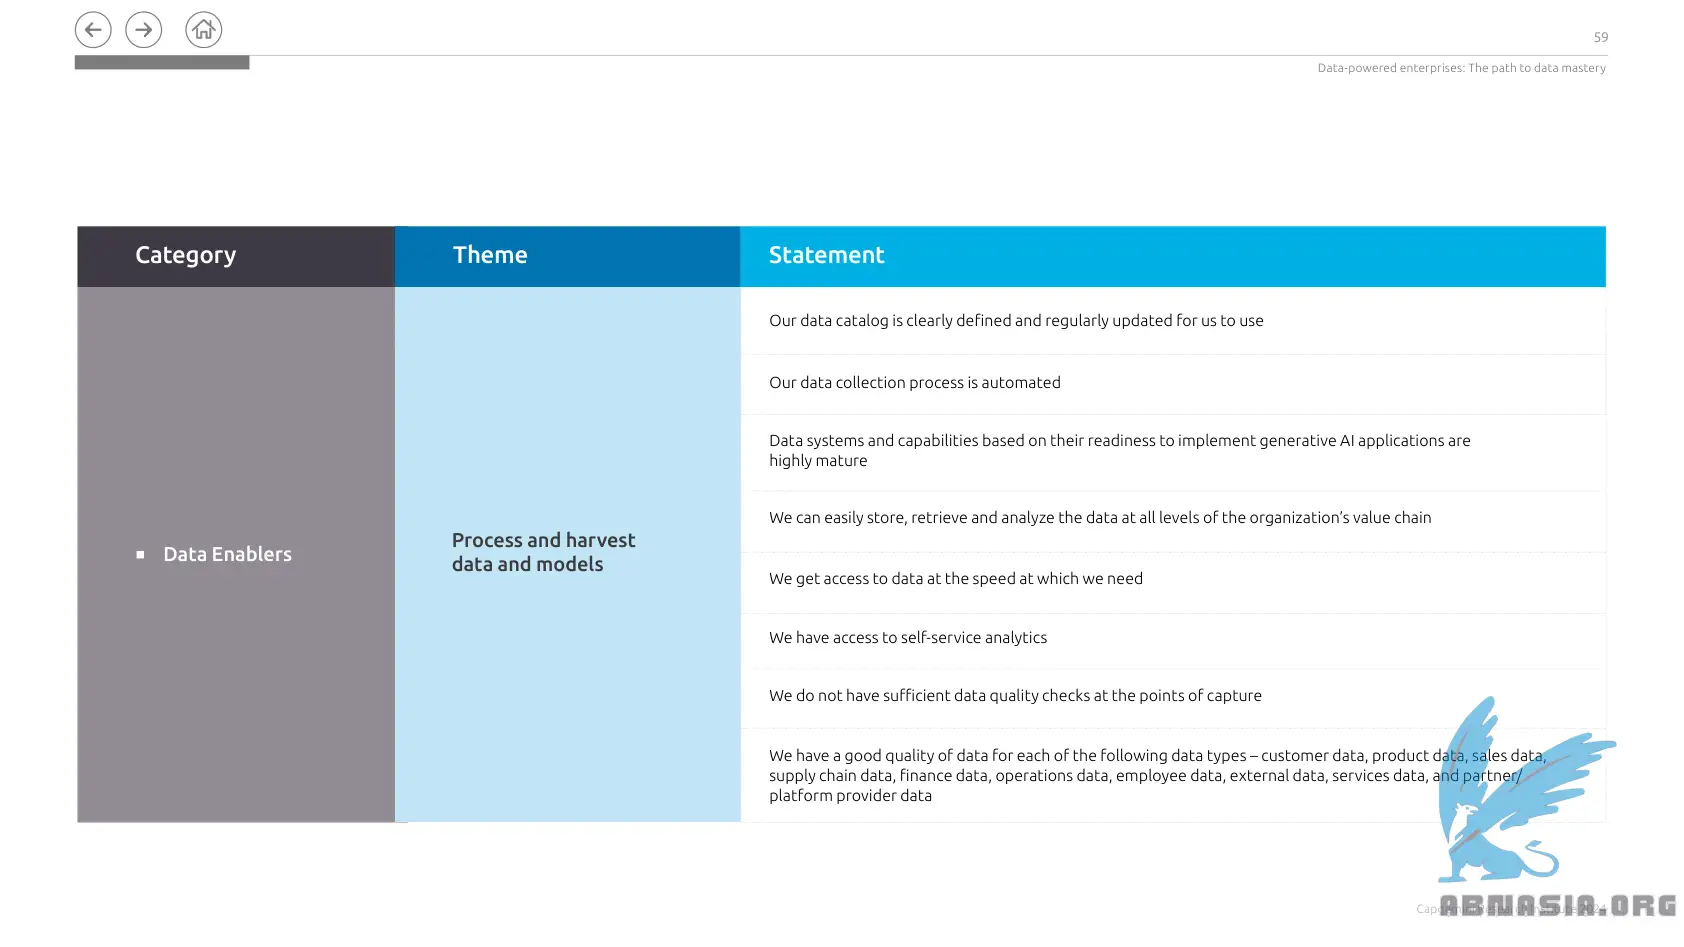 59
Data-powered enterprises: The path to data mastery
Category
Theme
Statement
Data Enablers
Process and harvest
data and models
Our data catalog is clearly defined and regularly updated for us to use
Our data collection process is automated
Data systems and capabilities based on their readiness to implement generative AI applications are
highly mature
We can easily store, retrieve and analyze the data at all levels of the organization’s value chain
We get access to data at the speed at which we need
We have access to self-service analytics
We do not have sufficient data quality checks at the points of capture
We have a good quality of data for each of the following data types – customer data, product data, sales data,
supply chain data, finance data, operations data, employee data, external data, services data, and partner/
platform provider data
ABNASIA.ORG